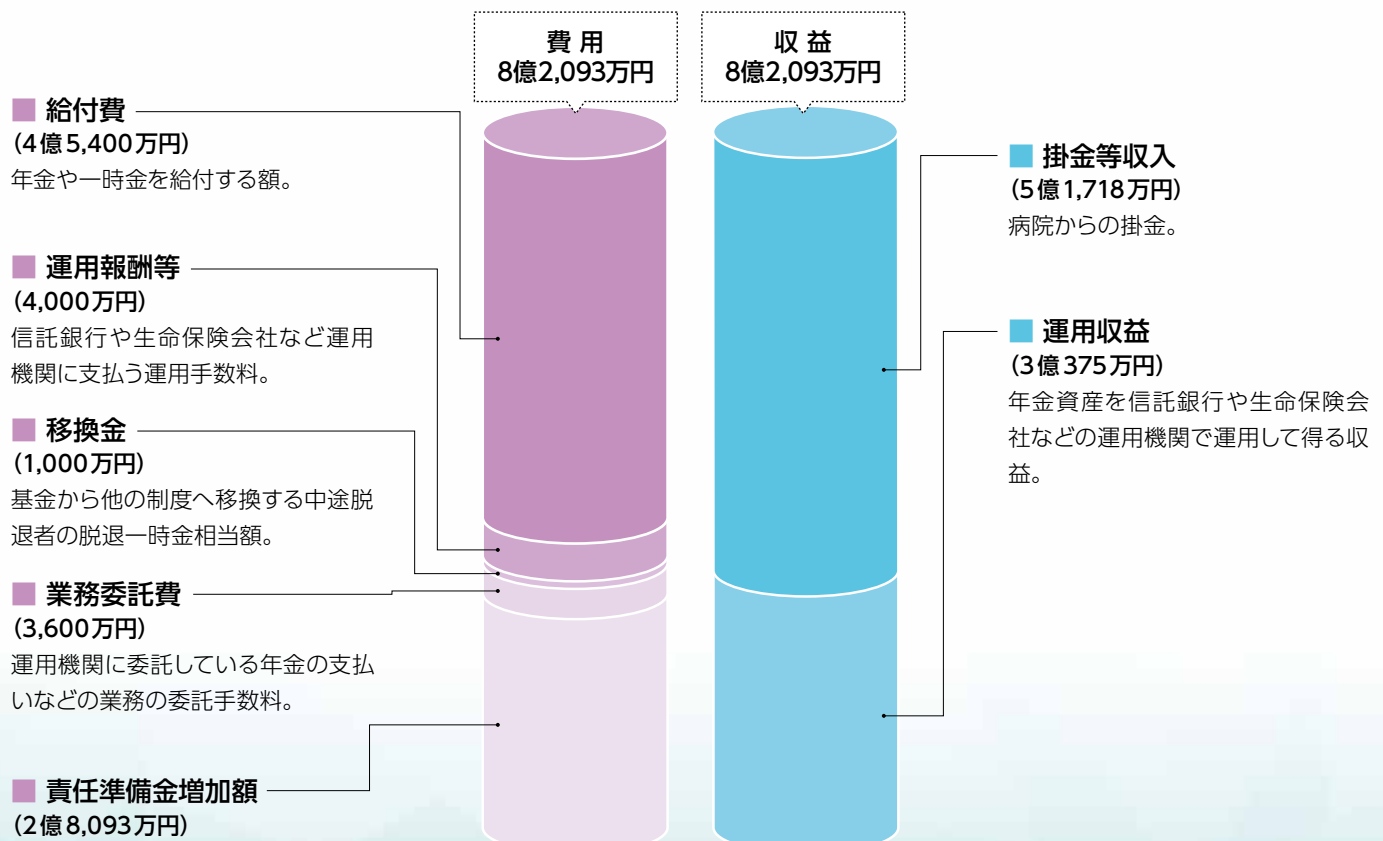 費用
8億2,093万円
収益
8億2,093万円
■ 給付費
(4億5,400万円)
年金や一時金を給付する額。
■ 運用報酬等
(4,000万円)
信託銀行や生命保険会社など運用
機関に支払う運用手数料。
■ 移換金
(1,000万円)
基金から他の制度へ移換する中途脱
退者の脱退一時金相当額。
■ 業務委託費
(3,600万円)
運用機関に委託している年金の支払
いなどの業務の委託手数料。
■ 責任準備金増加額
(2億8,093万円)
■ 掛金等収入
(5億1,718万円)
病院からの掛金。
■ 運用収益
(3億375万円)
年金資産を信託銀行や生命保険会
社などの運用機関で運用して得る収
益。